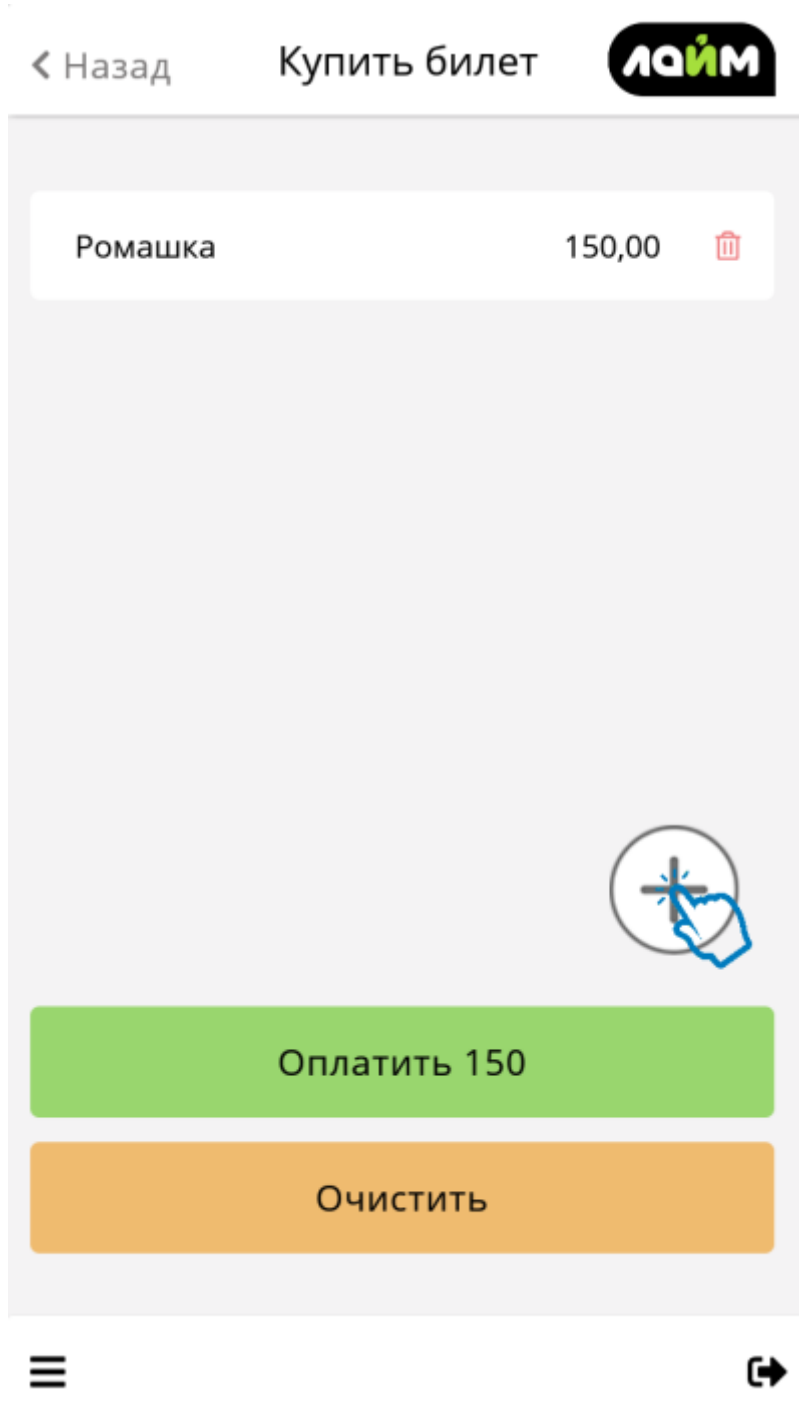 Назад
Купить билет
лайм
Ромашка 150,00
Оплатить 150
Очистить